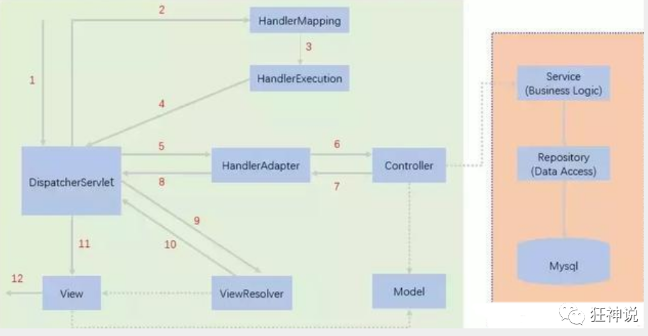 2
HandlerMapping
3
1
HandlerExecution
4
Service
(Business Logic)
5
6
DispatcherServlet
HandlerAdapter
Controller
8
7
Repository
(Data Access)
9
10
11
12
View
ViewResolver
Model
Mysql
狂神说